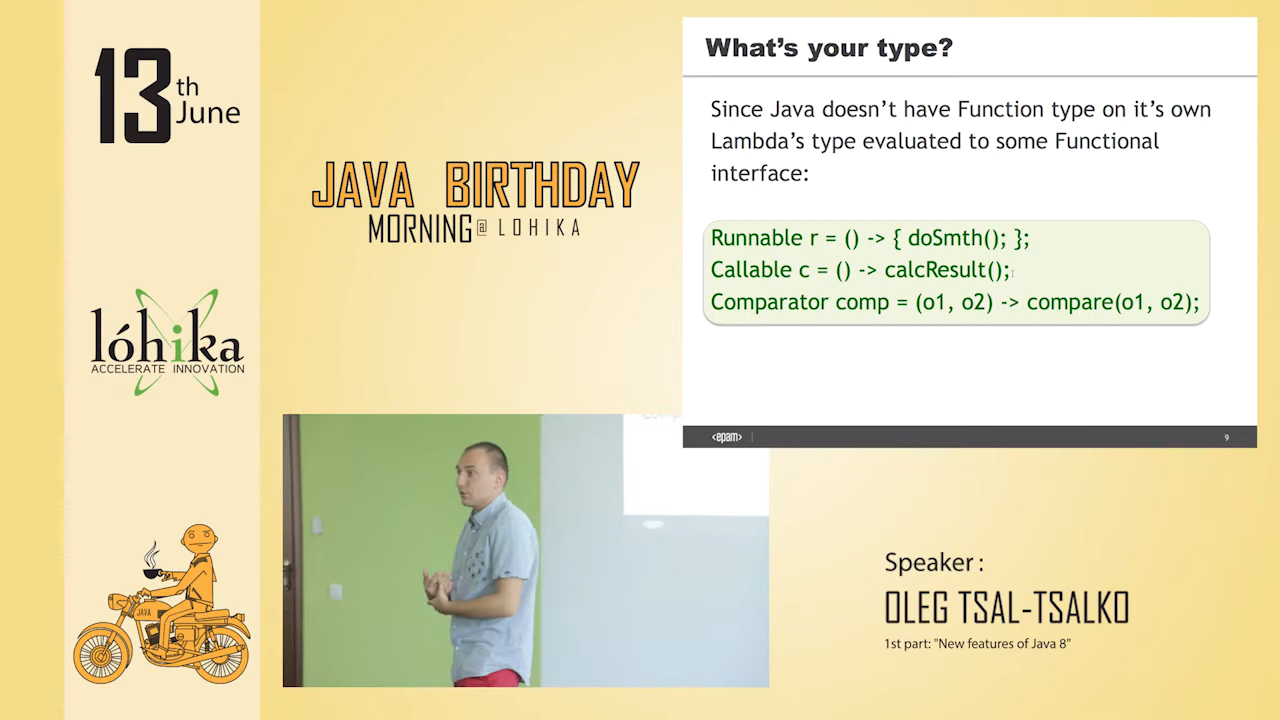 13th June
JAVA BIRTHDAY
MORNING@LOHIKA
lóhika
ACCELERATE INNOVATION
JAVA
What's your type?
Since Java doesn't have Function type on it's own
Lambda's type evaluated to some Functional
interface:
Runnable r = () -> { doSmth(); };
Callable c = () -> calcResult();
Comparator comp = (o1, o2) -> compare(o1, o2);
<epam>
9
Speaker :
OLEG TSAL-TSALKO
1st part: "New features of Java 8"